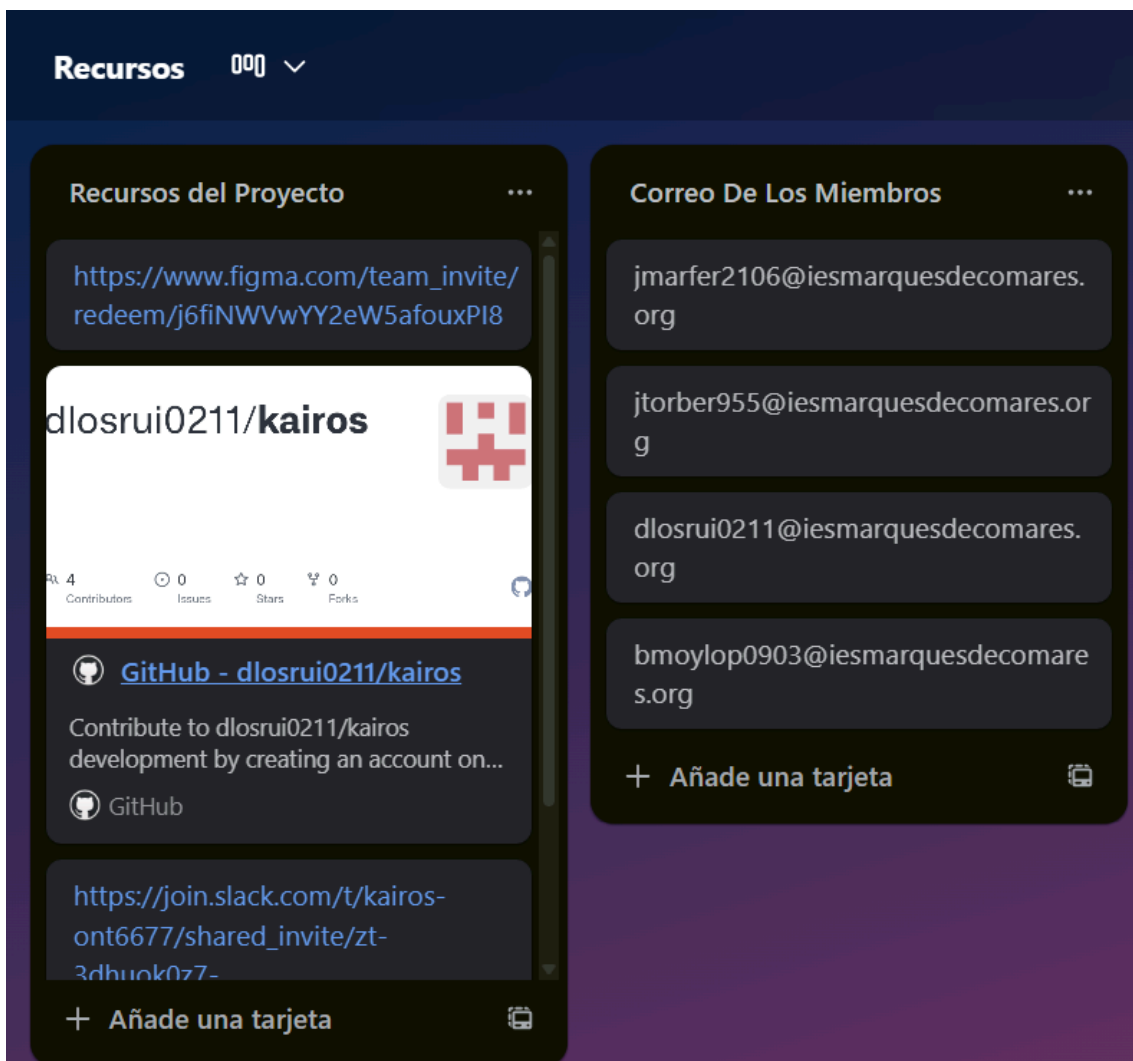 Recursos
Recursos del Proyecto
https://www.figma.com/team_invite/
redeem/j6fiNWVwYY2eW5afouxPI8
dlosrui0211/kairos
4
Contributors
0
Issues
0
Stars
0
Forks
GitHub - dlosrui0211/kairos
Contribute to dlosrui0211/kairos
development by creating an account on...
GitHub
https://join.slack.com/t/kairos-
ont6677/shared_invite/zt-
3dhuok0z7-
Añade una tarjeta
Correo De Los Miembros
jmarfer2106@iesmarquesdecomares.
org
jtorber955@iesmarquesdecomares.or
g
dlosrui0211@iesmarquesdecomares.
org
bmoylop0903@iesmarquesdecomare
s.org
Añade una tarjeta